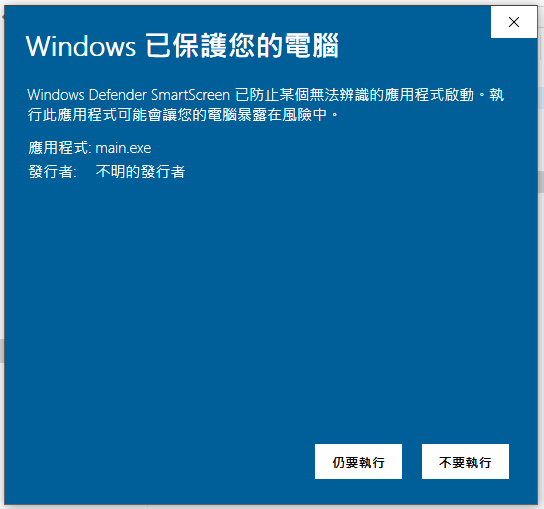 Windows 已保護您的電腦
Windows Defender SmartScreen 已防止某個無法辨識的應用程式啟動。執
行此應用程式可能會讓您的電腦暴露在風險中。
應用程式: main.exe
發行者: 不明的發行者
仍要執行 不要執行